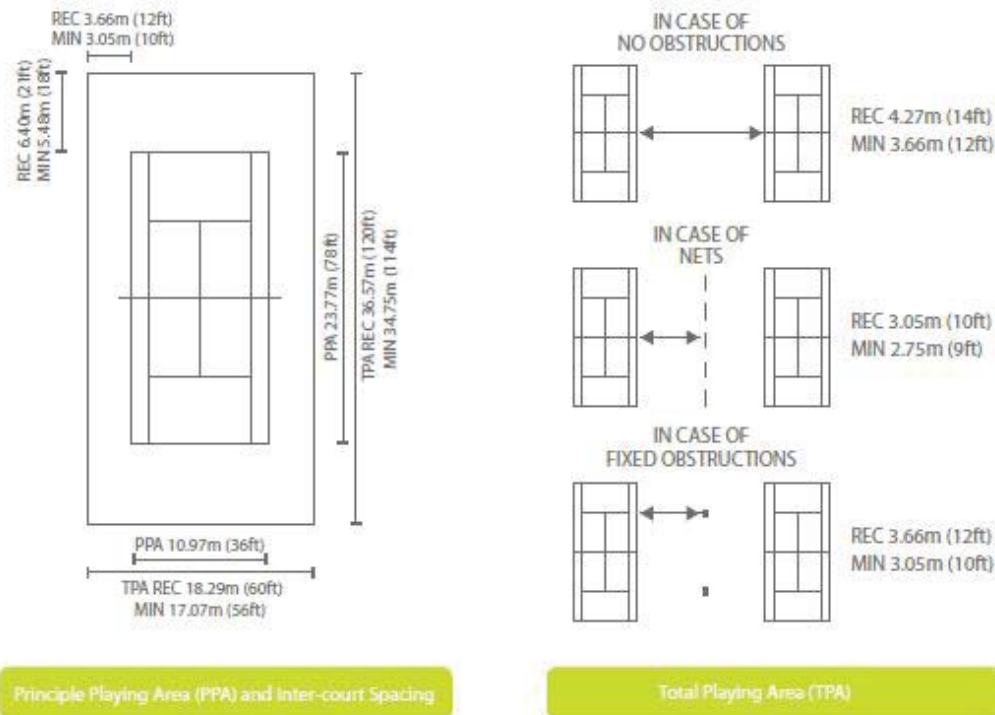 REC 3.66m (12ft)
MIN 3.05m (10ft)
REC 6.40m (21ft)
MIN 5.48m (18ft)
PPA 23.77m (78ft)
TPA REC 36.57m (120ft)
MIN 34.75m (114ft)
PPA 10.97m (36ft)
TPA REC 18.29m (60ft)
MIN 17.07m (56ft)
Principle Playing Area (PPA) and Inter-court Spacing
IN CASE OF
NO OBSTRUCTIONS
REC 4.27m (14ft)
MIN 3.66m (12ft)
IN CASE OF
NETS
REC 3.05m (10ft)
MIN 2.75m (9ft)
IN CASE OF
FIXED OBSTRUCTIONS
REC 3.66m (12ft)
MIN 3.05m (10ft)
Total Playing Area (TPA)